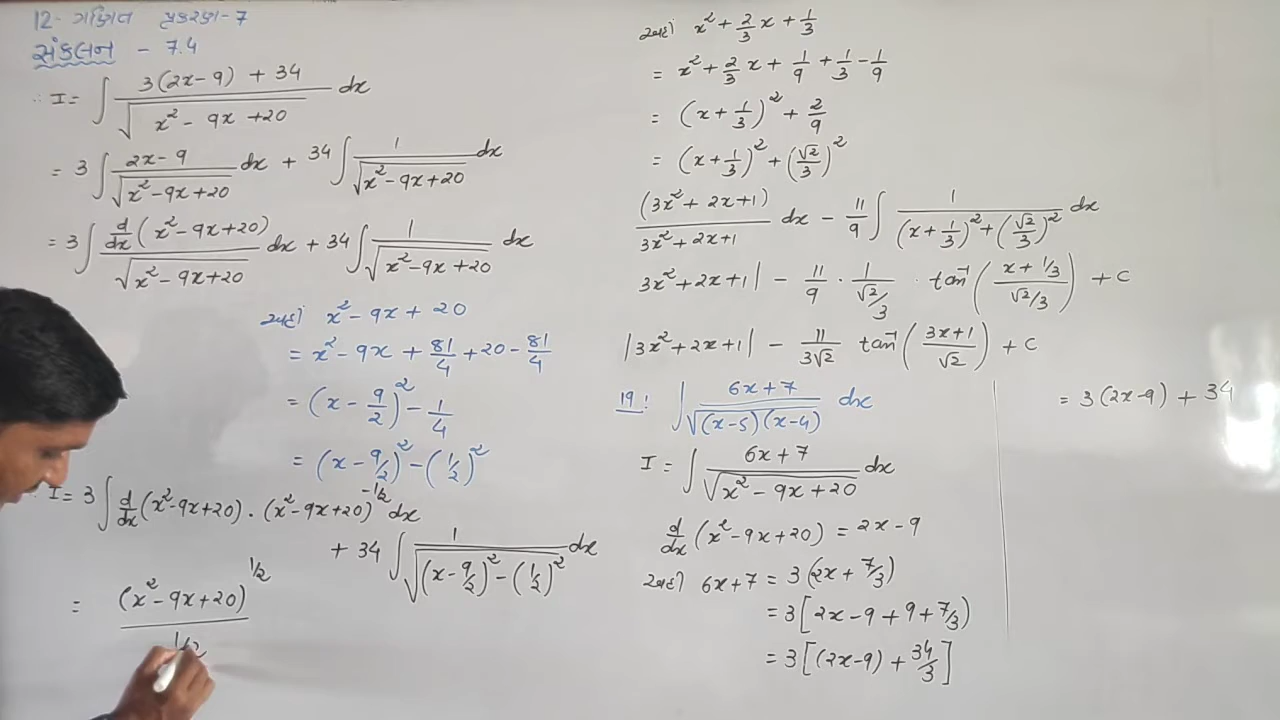 12- ગણિત પ્રકરણ-7
સંકલન - 7.4
∴ I = ∫ 3(2x-9) + 34 / √(x² - 9x + 20) dx
= 3 ∫ 2x-9 / √(x²-9x+20) dx + 34 ∫ 1 / √(x²-9x+20) dx
= 3 ∫ d/dx (x²-9x+20) / √(x²-9x+20) dx + 34 ∫ 1 / √(x²-9x+20) dx
અહીં x² - 9x + 20
= x² - 9x + 81/4 + 20 - 81/4
= (x - 9/2)² - 1/4
= (x - 9/2)² - (1/2)²
∴ I = 3 ∫ d/dx (x²-9x+20) · (x²-9x+20)^-1/2 dx
+ 34 ∫ 1 / √((x-9/2)² - (1/2)²) dx
= (x²-9x+20)^1/2 / 1/2
અહીં x² + 2/3 x + 1/3
= x² + 2/3 x + 1/9 + 1/3 - 1/9
= (x + 1/3)² + 2/9
= (x + 1/3)² + (√2/3)²
(3x² + 2x + 1) / 3x² + 2x + 1 dx - 11/9 ∫ 1 / (x + 1/3)² + (√2/3)² dx
3x² + 2x + 1| - 11/9 · 1 / √2/3 · tan⁻¹ (x + 1/3 / √2/3) + C
|3x² + 2x + 1| - 11/3√2 tan⁻¹ (3x+1 / √2) + C
19: ∫ 6x+7 / √(x-5)(x-4) dx
I = ∫ 6x+7 / √(x² - 9x + 20) dx
d/dx (x² - 9x + 20) = 2x - 9
અહીં 6x+7 = 3(2x + 7/3)
= 3[2x - 9 + 9 + 7/3)
= 3[(2x-9) + 34/3]
= 3(2x-9) + 34